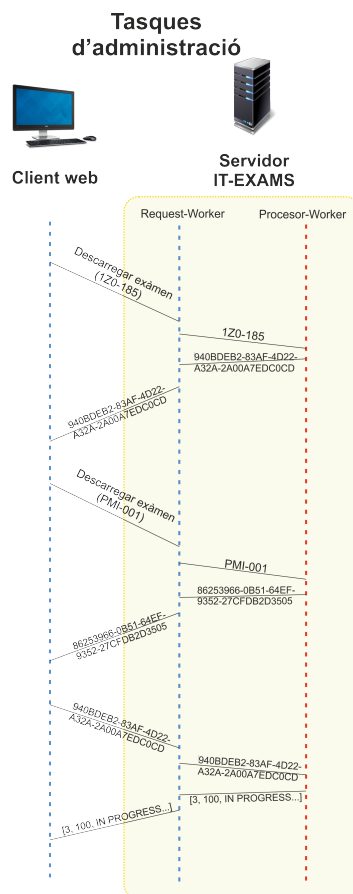 Tasques
d'administració
Client web
Servidor
IT-EXAMS
Request-Worker
Procesor-Worker
Descarregar exàmen
(1Z0-185)
1Z0-185
940BDEB2-83AF-4D22-
A32A-2A00A7EDC0CD
940BDEB2-83AF-4D22-
A32A-2A00A7EDC0CD
Descarregar exàmen
(PMI-001)
PMI-001
86253966-0B51-64EF-
9352-27CFDB2D3505
86253966-0B51-64EF-
9352-27CFDB2D3505
940BDEB2-83AF-4D22-
A32A-2A00A7EDC0CD
940BDEB2-83AF-4D22-
A32A-2A00A7EDC0CD
[3, 100, IN PROGRESS...]
[3, 100, IN PROGRESS...]